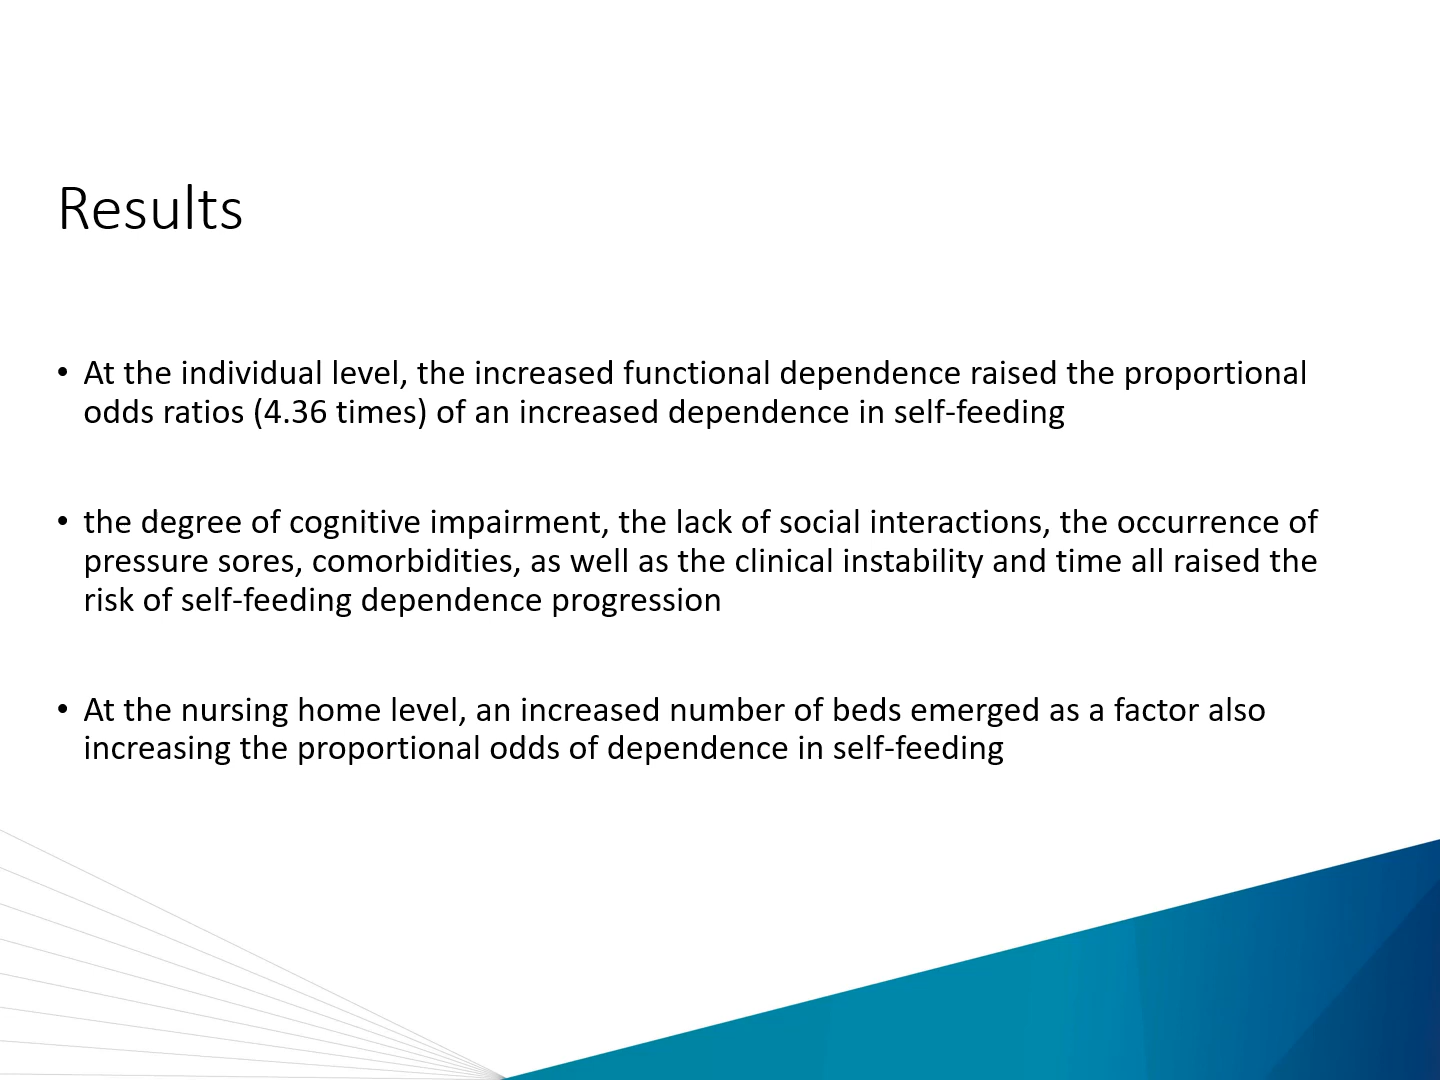 Results
• At the individual level, the increased functional dependence raised the proportional
odds ratios (4.36 times) of an increased dependence in self-feeding
• the degree of cognitive impairment, the lack of social interactions, the occurrence of
pressure sores, comorbidities, as well as the clinical instability and time all raised the
risk of self-feeding dependence progression
• At the nursing home level, an increased number of beds emerged as a factor also
increasing the proportional odds of dependence in self-feeding